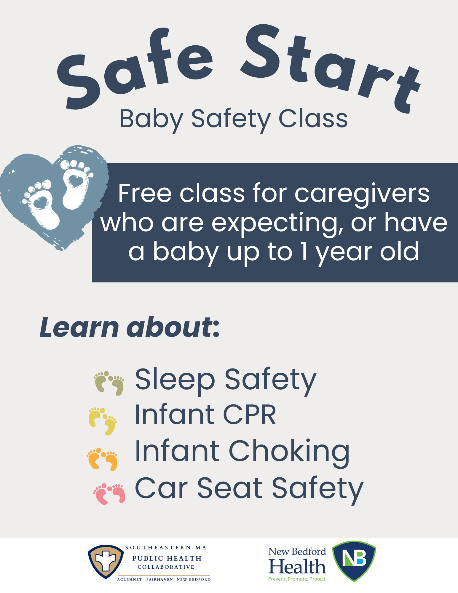 Safe Start
Baby Safety Class
Free class for caregivers
who are expecting, or have
a baby up to 1 year old
Learn about:
Sleep Safety
Infant CPR
Infant Choking
Car Seat Safety
SOUTHEASTERN MA
PUBLIC HEALTH
COLLABORATIVE
ACUSHNET FAIRHAVEN NEW BEDFORD
New Bedford
Health
Prevent. Promote. Protect.
NB